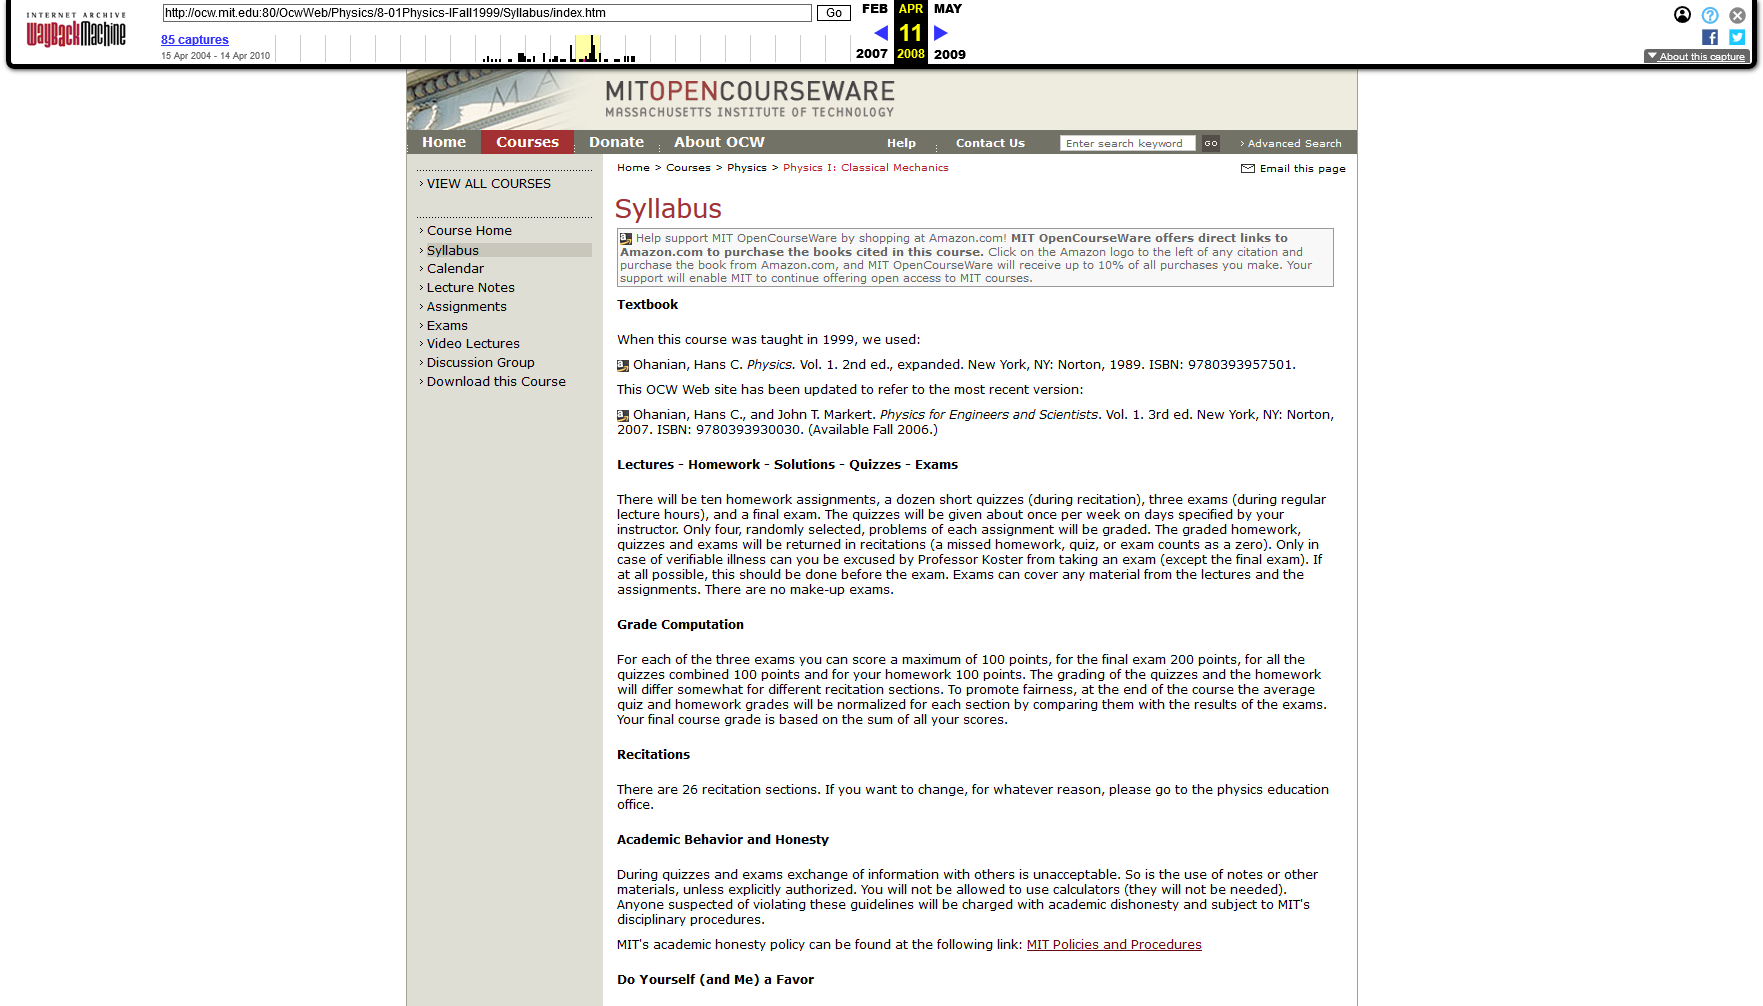 INTERNET ARCHIVE
WayBackMachine
http://ocw.mit.edu:80/OcwWeb/Physics/8-01Physics-IFall1999/Syllabus/index.htm
Go
FEB APR MAY
85 captures
11
15 Apr 2004 - 14 Apr 2010
2007 2008 2009
About this capture
MITOPENCOURSEWARE
MASSACHUSETTS INSTITUTE OF TECHNOLOGY
Home Courses Donate About OCW Help Contact Us Enter search keyword GO › Advanced Search
Home > Courses > Physics > Physics I: Classical Mechanics
Email this page
› VIEW ALL COURSES
› Course Home
› Syllabus
› Calendar
› Lecture Notes
› Assignments
› Exams
› Video Lectures
› Discussion Group
› Download this Course
Syllabus
Help support MIT OpenCourseWare by shopping at Amazon.com! MIT OpenCourseWare offers direct links to
Amazon.com to purchase the books cited in this course. Click on the Amazon logo to the left of any citation and
purchase the book from Amazon.com, and MIT OpenCourseWare will receive up to 10% of all purchases you make. Your
support will enable MIT to continue offering open access to MIT courses.
Textbook
When this course was taught in 1999, we used:
Ohanian, Hans C. Physics. Vol. 1. 2nd ed., expanded. New York, NY: Norton, 1989. ISBN: 9780393957501.
This OCW Web site has been updated to refer to the most recent version:
Ohanian, Hans C., and John T. Markert. Physics for Engineers and Scientists. Vol. 1. 3rd ed. New York, NY: Norton,
2007. ISBN: 9780393930030. (Available Fall 2006.)
Lectures - Homework - Solutions - Quizzes - Exams
There will be ten homework assignments, a dozen short quizzes (during recitation), three exams (during regular
lecture hours), and a final exam. The quizzes will be given about once per week on days specified by your
instructor. Only four, randomly selected, problems of each assignment will be graded. The graded homework,
quizzes and exams will be returned in recitations (a missed homework, quiz, or exam counts as a zero). Only in
case of verifiable illness can you be excused by Professor Koster from taking an exam (except the final exam). If
at all possible, this should be done before the exam. Exams can cover any material from the lectures and the
assignments. There are no make-up exams.
Grade Computation
For each of the three exams you can score a maximum of 100 points, for the final exam 200 points, for all the
quizzes combined 100 points and for your homework 100 points. The grading of the quizzes and the homework
will differ somewhat for different recitation sections. To promote fairness, at the end of the course the average
quiz and homework grades will be normalized for each section by comparing them with the results of the exams.
Your final course grade is based on the sum of all your scores.
Recitations
There are 26 recitation sections. If you want to change, for whatever reason, please go to the physics education
office.
Academic Behavior and Honesty
During quizzes and exams exchange of information with others is unacceptable. So is the use of notes or other
materials, unless explicitly authorized. You will not be allowed to use calculators (they will not be needed).
Anyone suspected of violating these guidelines will be charged with academic dishonesty and subject to MIT's
disciplinary procedures.
MIT's academic honesty policy can be found at the following link: MIT Policies and Procedures
Do Yourself (and Me) a Favor